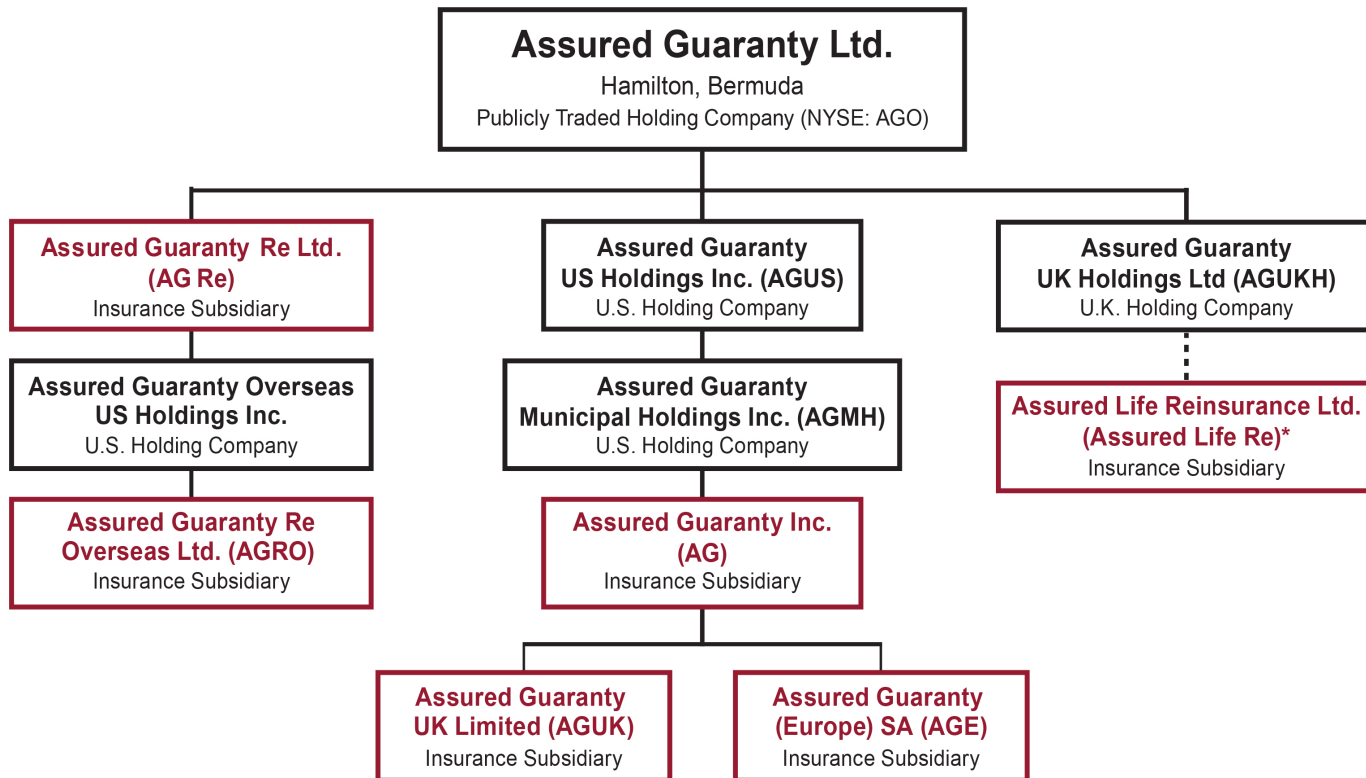 Assured Guaranty Ltd.
Hamilton, Bermuda
Publicly Traded Holding Company (NYSE: AGO)
Assured Guaranty Re Ltd.
(AG Re)
Insurance Subsidiary
Assured Guaranty
US Holdings Inc. (AGUS)
U.S. Holding Company
Assured Guaranty
UK Holdings Ltd (AGUKH)
U.K. Holding Company
Assured Guaranty Overseas
US Holdings Inc.
U.S. Holding Company
Assured Guaranty
Municipal Holdings Inc. (AGMH)
U.S. Holding Company
Assured Life Reinsurance Ltd.
(Assured Life Re)*
Insurance Subsidiary
Assured Guaranty Re
Overseas Ltd. (AGRO)
Insurance Subsidiary
Assured Guaranty Inc.
(AG)
Insurance Subsidiary
Assured Guaranty
UK Limited (AGUK)
Insurance Subsidiary
Assured Guaranty
(Europe) SA (AGE)
Insurance Subsidiary